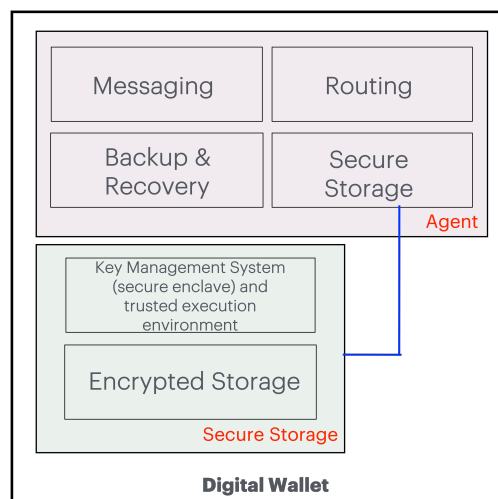 Messaging
Routing
Backup &
Recovery
Secure
Storage
Agent
Key Management System
(secure enclave) and
trusted execution
environment
Encrypted Storage
Secure Storage
Digital Wallet